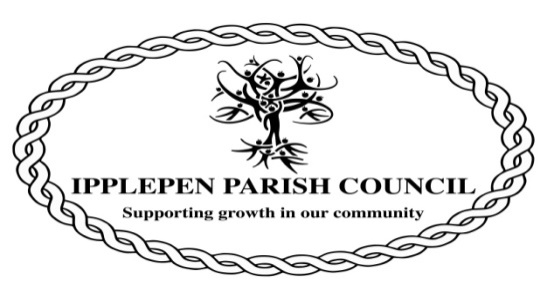 IPPLEPEN PARISH COUNCIL
Supporting growth in our community